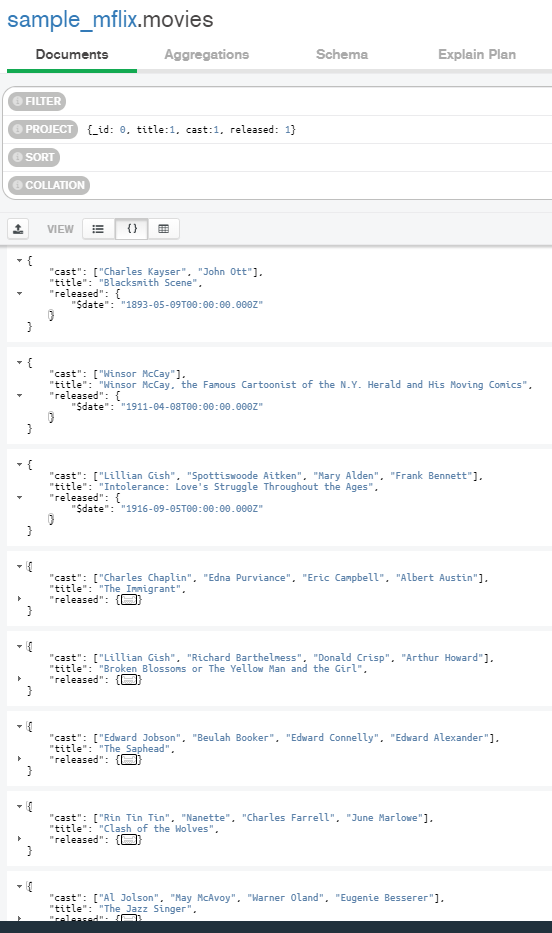 sample_mflix.movies
Documents Aggregations Schema Explain Plan
FILTER
PROJECT {_id: 0, title:1, cast:1, released: 1}
SORT
COLLATION
VIEW {}
{
"cast": ["Charles Kayser", "John Ott"],
"title": "Blacksmith Scene",
"released": {
"$date": "1893-05-09T00:00:00.000Z"
}
}
{
"cast": ["Winsor McCay"],
"title": "Winsor McCay, the Famous Cartoonist of the N.Y. Herald and His Moving Comics",
"released": {
"$date": "1911-04-08T00:00:00.000Z"
}
}
{
"cast": ["Lillian Gish", "Spottiswoode Aitken", "Mary Alden", "Frank Bennett"],
"title": "Intolerance: Love's Struggle Throughout the Ages",
"released": {
"$date": "1916-09-05T00:00:00.000Z"
}
}
{
"cast": ["Charles Chaplin", "Edna Purviance", "Eric Campbell", "Albert Austin"],
"title": "The Immigrant",
"released": {...}
}
{
"cast": ["Lillian Gish", "Richard Barthelmess", "Donald Crisp", "Arthur Howard"],
"title": "Broken Blossoms or The Yellow Man and the Girl",
"released": {...}
}
{
"cast": ["Edward Jobson", "Beulah Booker", "Edward Connelly", "Edward Alexander"],
"title": "The Saphead",
"released": {...}
}
{
"cast": ["Rin Tin Tin", "Nanette", "Charles Farrell", "June Marlowe"],
"title": "Clash of the Wolves",
"released": {...}
}
{
"cast": ["Al Jolson", "May McAvoy", "Warner Oland", "Eugenie Besserer"],
"title": "The Jazz Singer",
"released": {...}